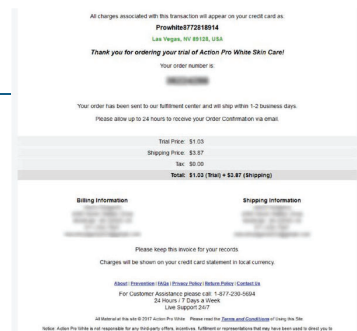 All charges associated with this transaction will appear on your credit card as:
Prowhite8772818914
Las Vegas, NV 89128, USA
Thank you for ordering your trial of Action Pro White Skin Care!
Your order number is:
Your order has been sent to our fulfillment center and will ship within 1-2 business days.
Please allow up to 24 hours to receive your Order Confirmation via email.
Trial Price: $1.03
Shipping Price: $3.87
Tax: $0.00
Total: $1.03 (Trial) + $3.87 (Shipping)
Billing Information
Shipping Information
Please keep this invoice for your records
Charges will be shown on your credit card statement in local currency.
About | Prevention | FAQs | Privacy Policy | Return Policy | Contact Us
For Customer Assistance please call: 1-877-230-5694
24 Hours / 7 Days a Week
Live Support 24/7
All Material at this site © 2017 Action Pro White Please read the Terms and Conditions of Using this Site
Notice: Action Pro White is not responsible for any third-party offers, incentives, fulfillment or representations that may have been used to direct you to